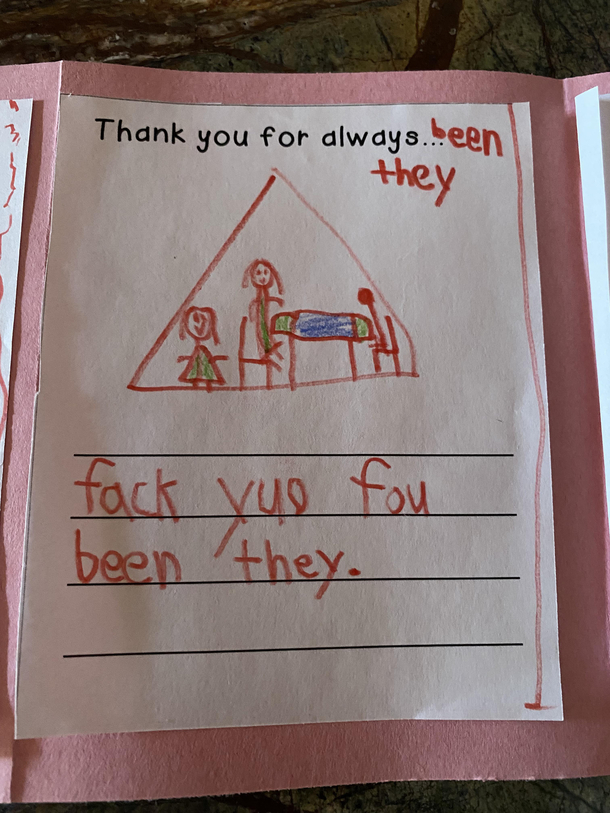 Thank you for always...been
they
fack yuo fou
been they.